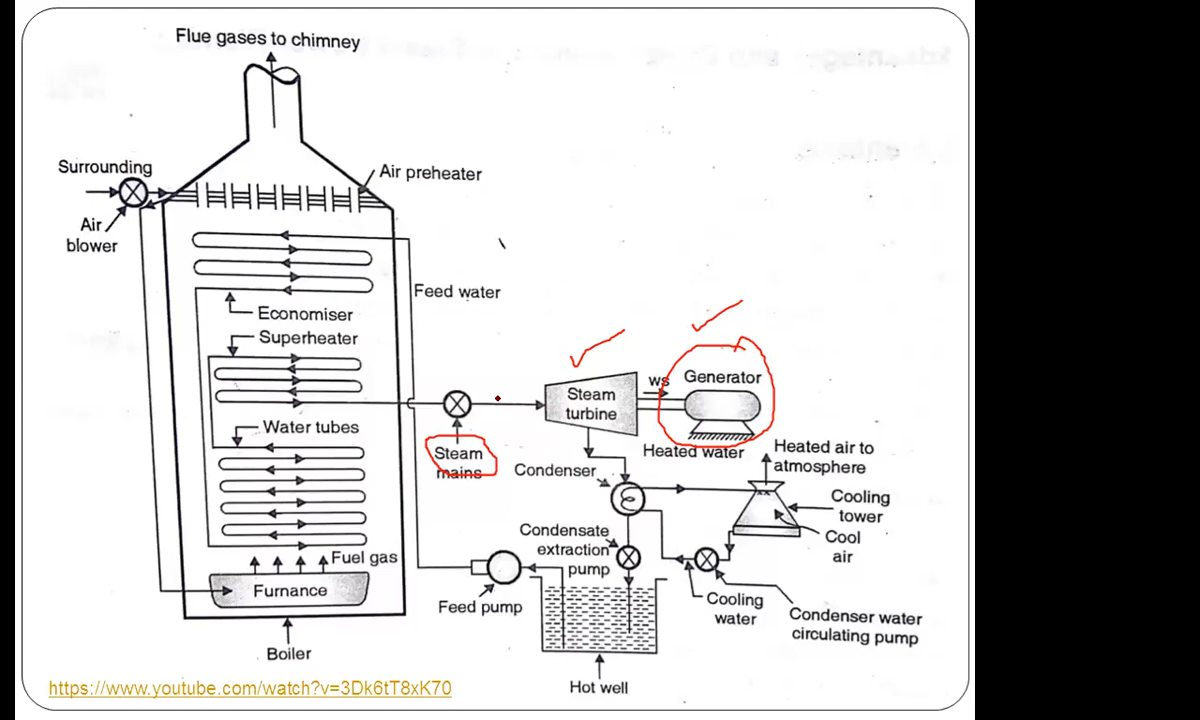 Flue gases to chimney
Surrounding
Air preheater
Air
blower
Feed water
Economiser
Superheater
Water tubes
Steam
mains
Steam
turbine
ws
Generator
Heated water
Condenser
Heated air to
atmosphere
Cooling
tower
Cool
air
Condensate
extraction
pump
Fuel gas
Furnance
Feed pump
Cooling
water
Condenser water
circulating pump
Boiler
Hot well
https://www.youtube.com/watch?v=3Dk6tT8xK70